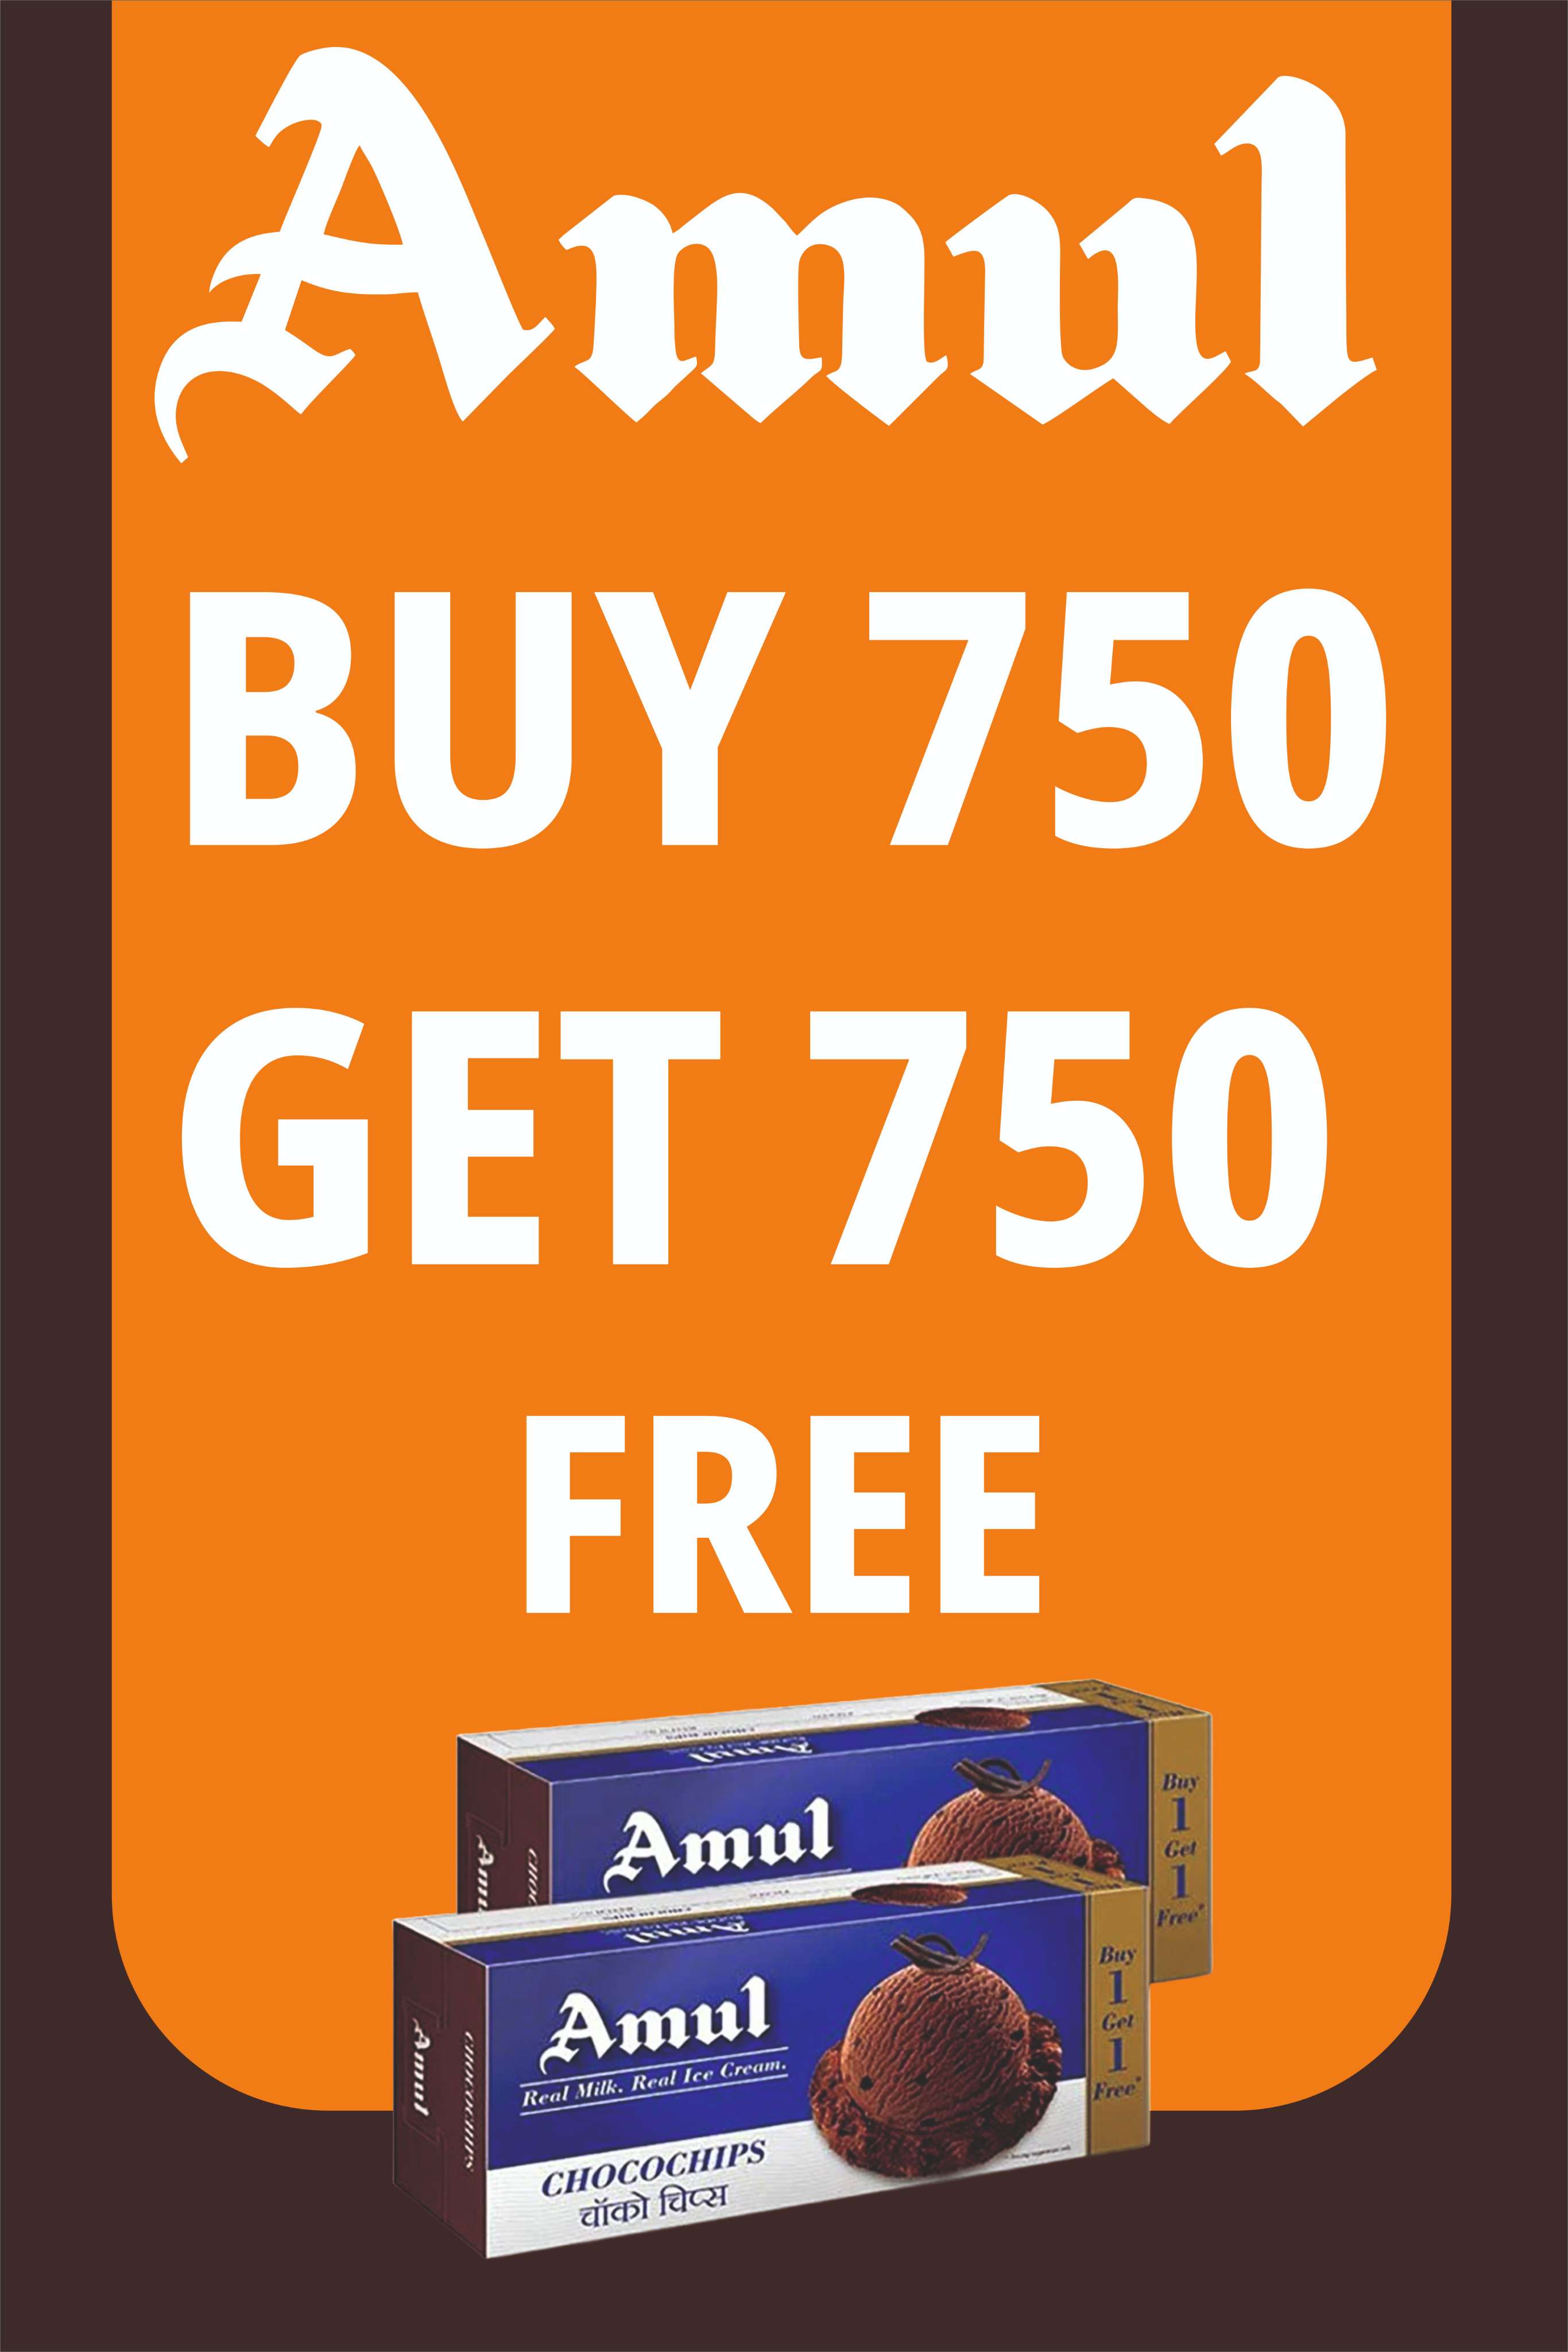 Amul
BUY 750
GET 750
FREE
Amul
Amul
Buy
1
Get
1
Free*
Amul
Real Milk. Real Ice Cream.
CHOCOCHIPS
चॉको चिप्स
Amul
CHOCOCHIPS
Buy
1
Get
1
Free*